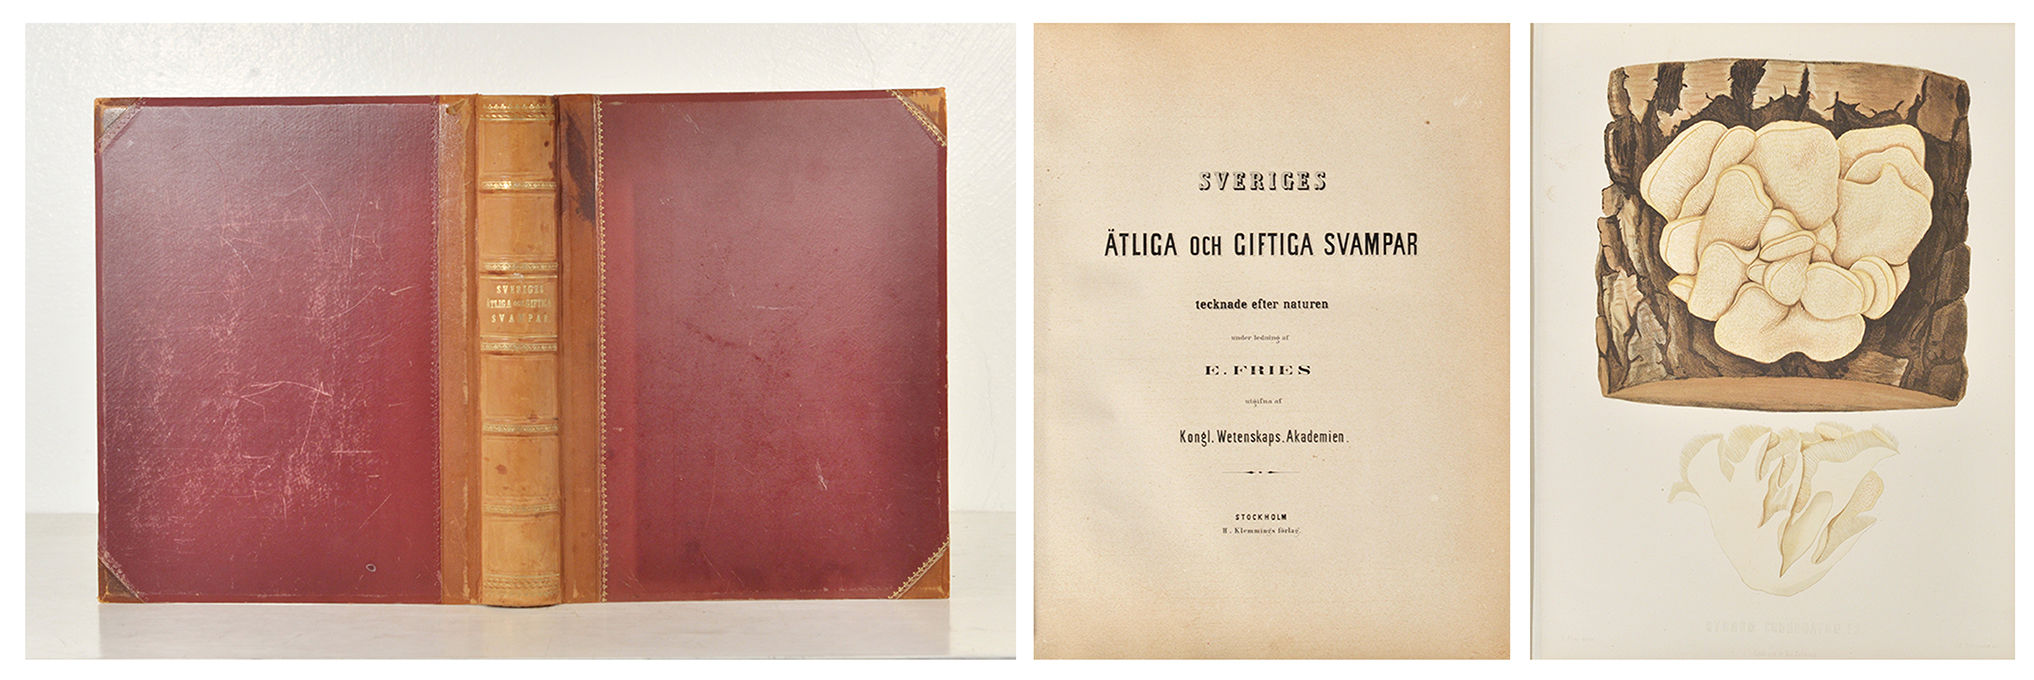 SVERIGES
ÄTLIGA OCH GIFTIGA
SVAMPAR
SVERIGES
ÄTLIGA OCH GIFTIGA SVAMPAR
tecknade efter naturen
under ledning af
E. FRIES
utgifna af
Kongl. Wetenskaps. Akademien.
STOCKHOLM
H. Klemmings förlag.